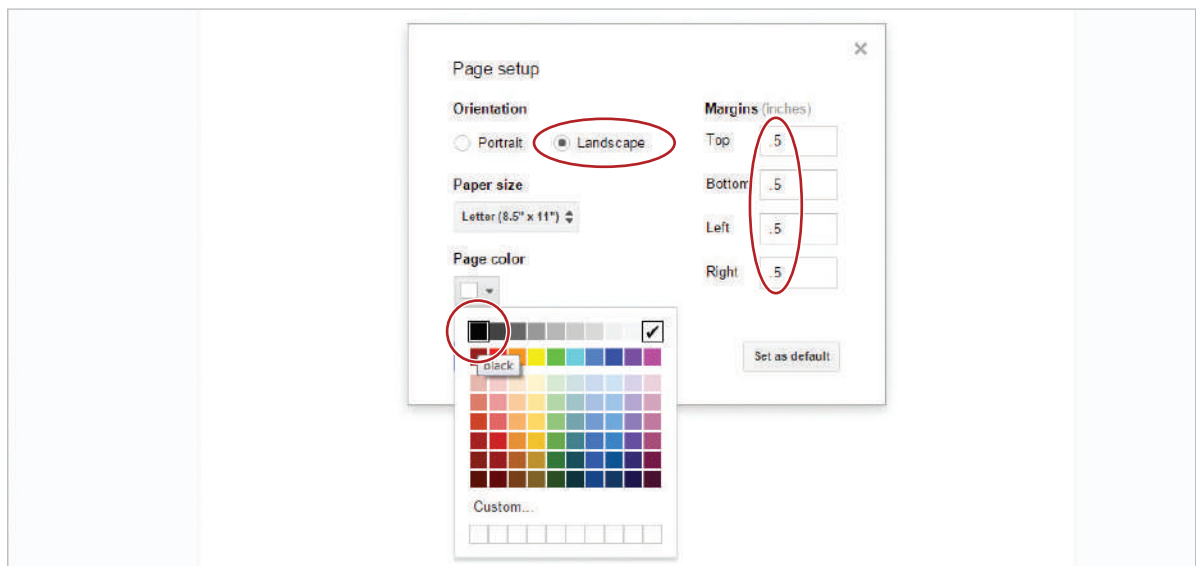 Page setup
Orientation
Portrait
Landscape
Paper size
Letter (8.5" x 11")
Page color
black
Custom...
Margins (inches)
Top .5
Bottom .5
Left .5
Right .5
Set as default